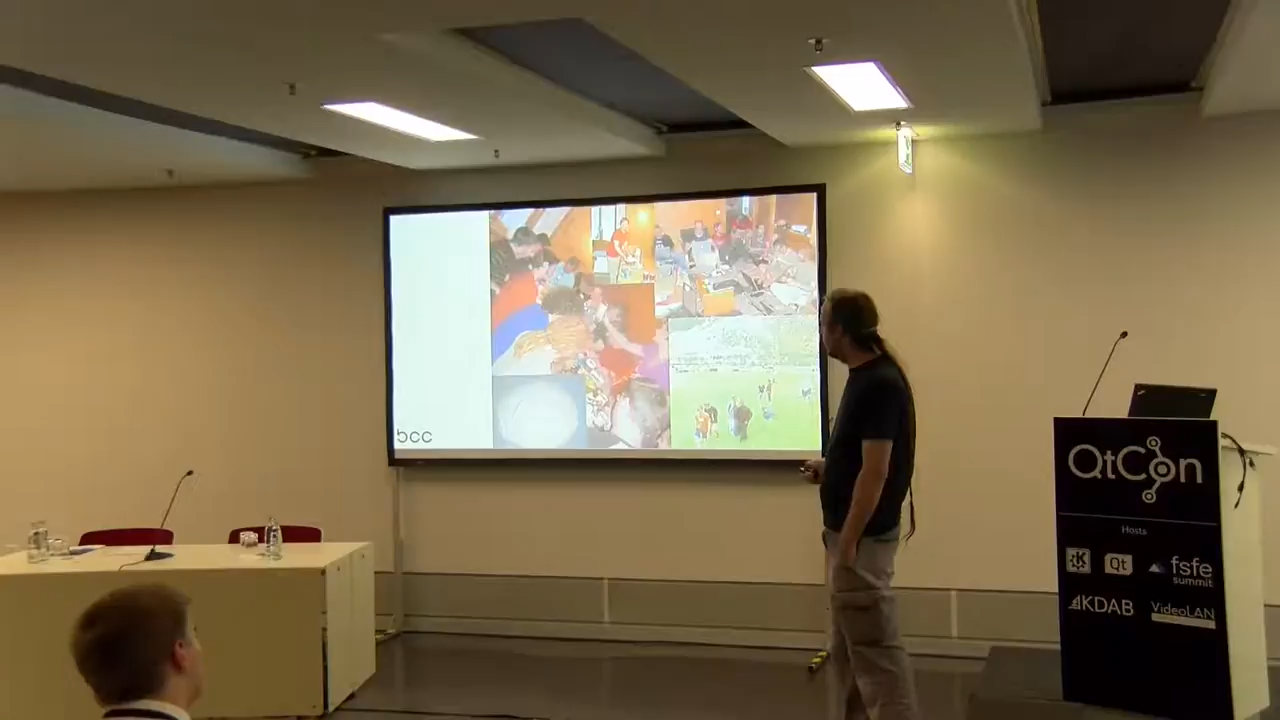 bcc
QtCon
Hosts
Qt
fsfe
summit
KDAB
VideoLAN